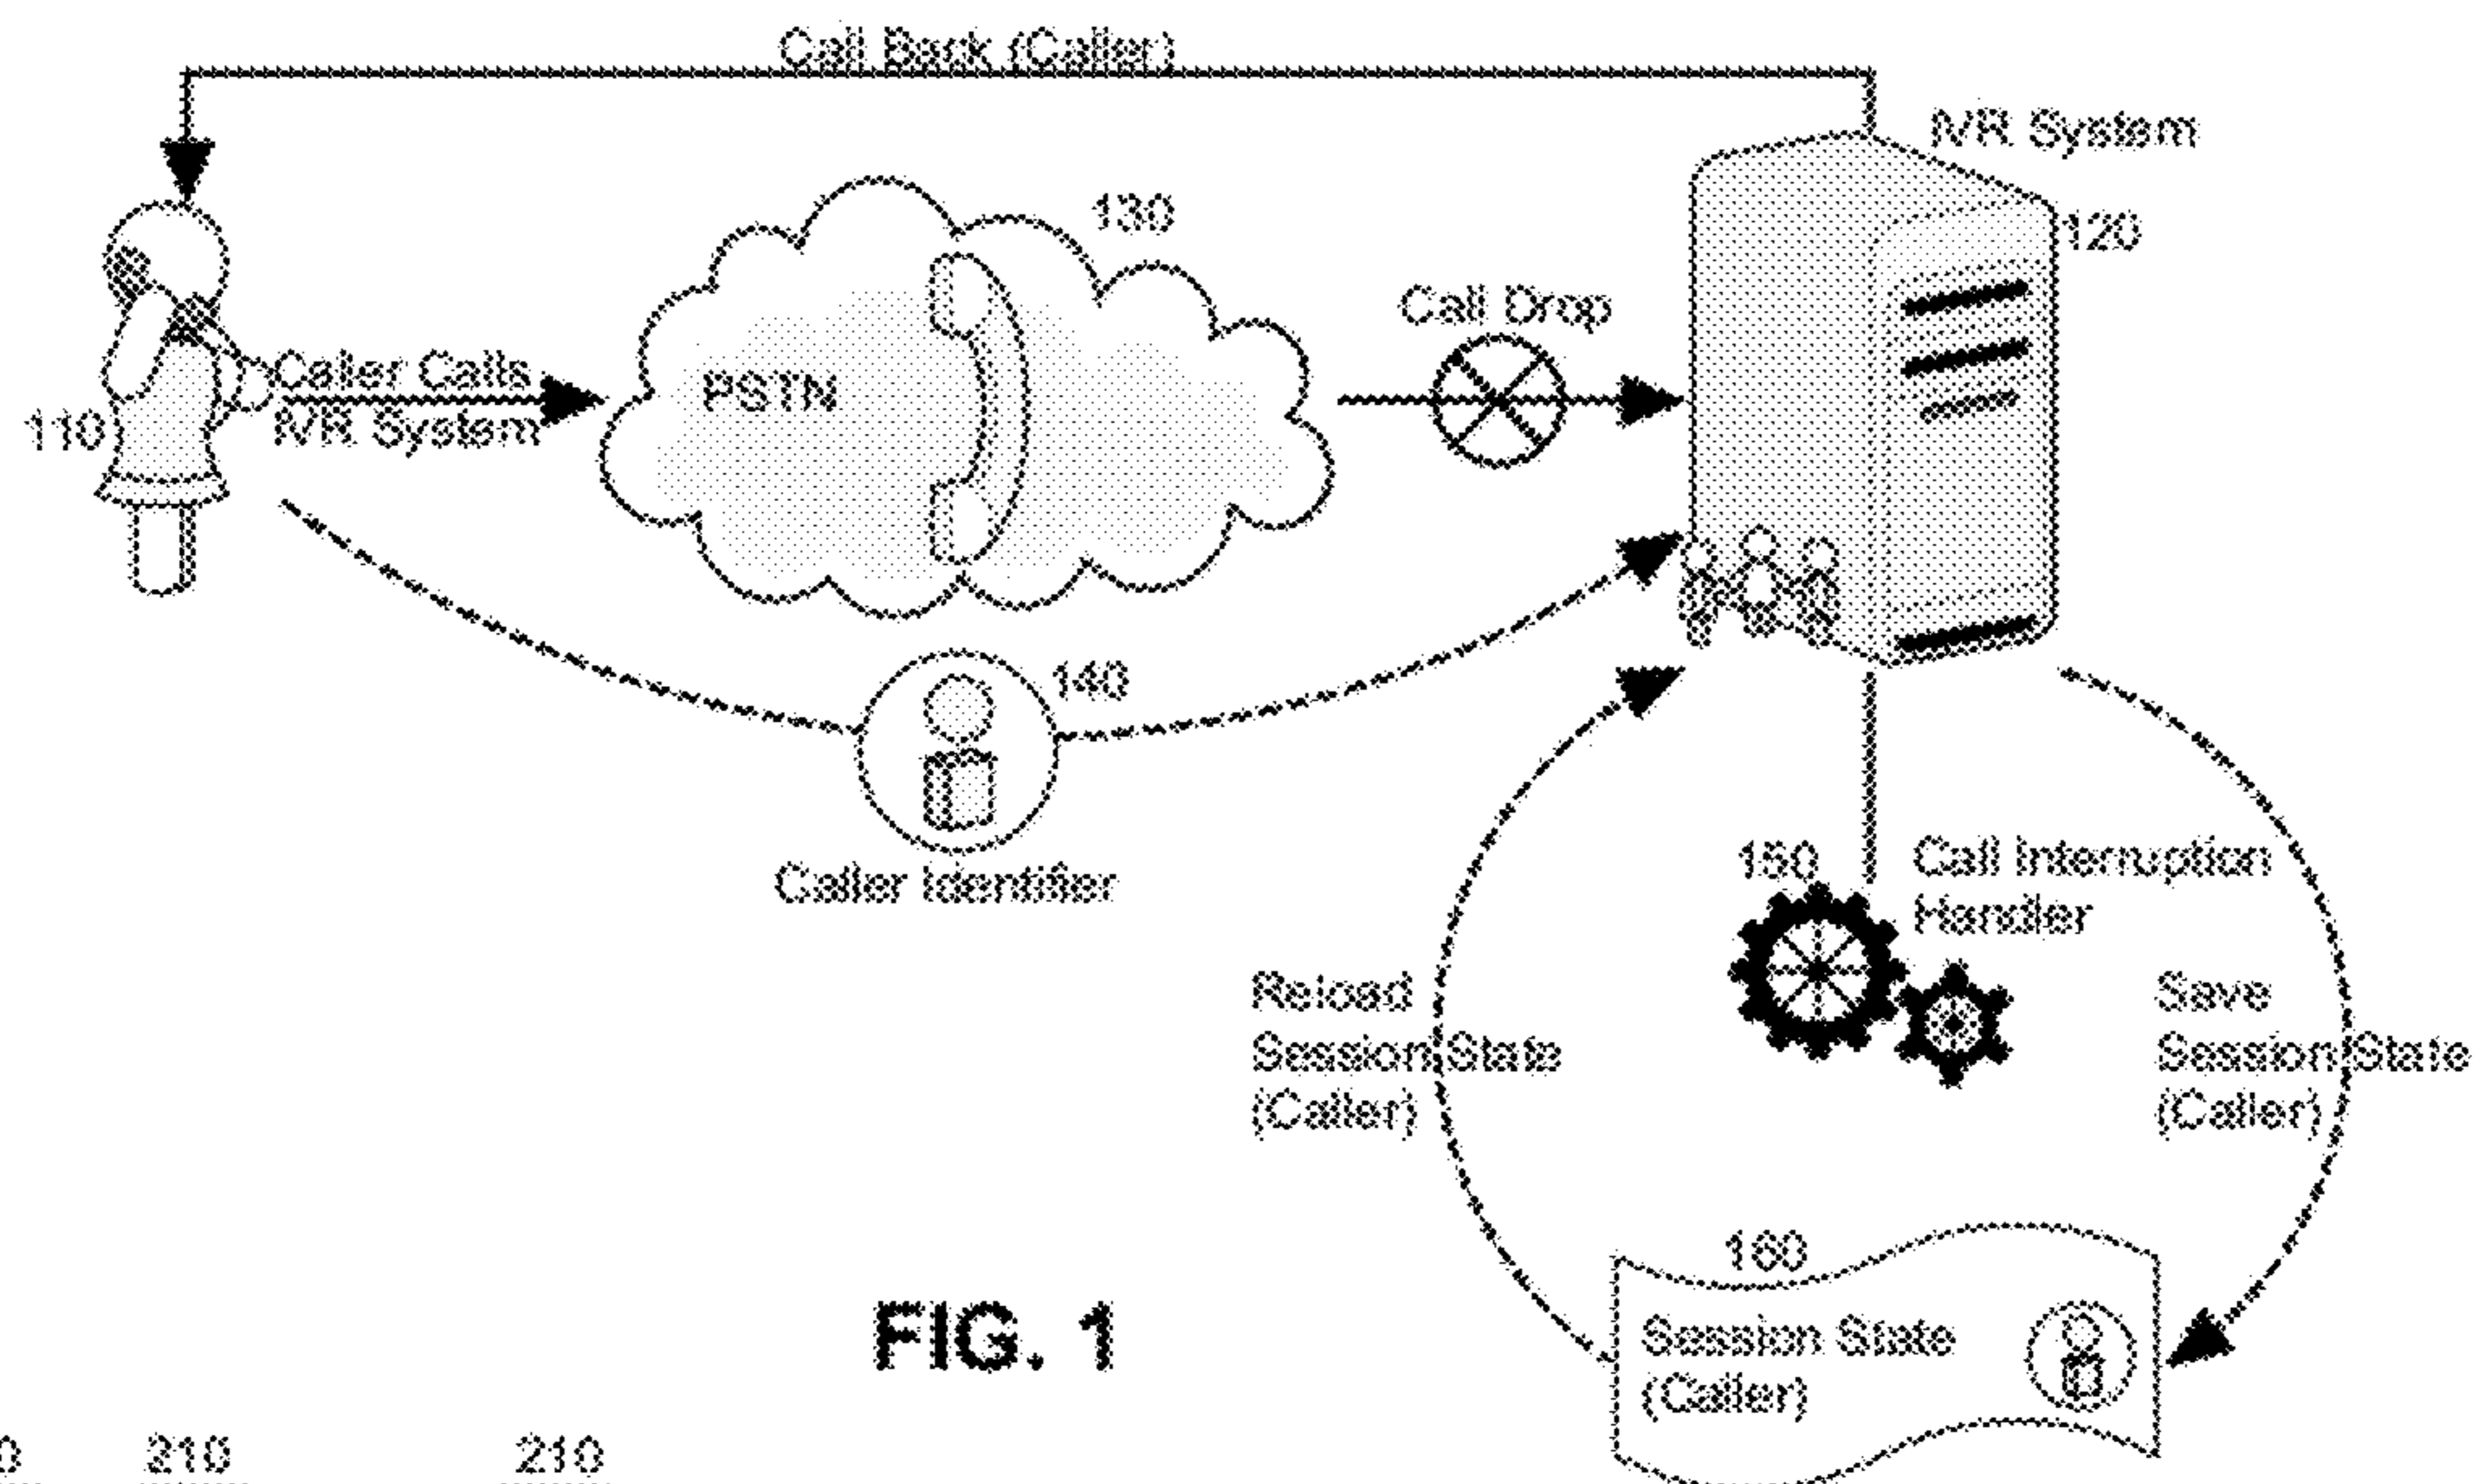 Call Back (Caller)
IVR System
130
120
Call Drop
Caller Calls
IVR System
PSTN
110
140
Caller Identifier
150
Call Interruption
Handler
Reload
Session State
(Caller)
Save
Session State
(Caller)
160
Session State
(Caller)
FIG. 1
210
210